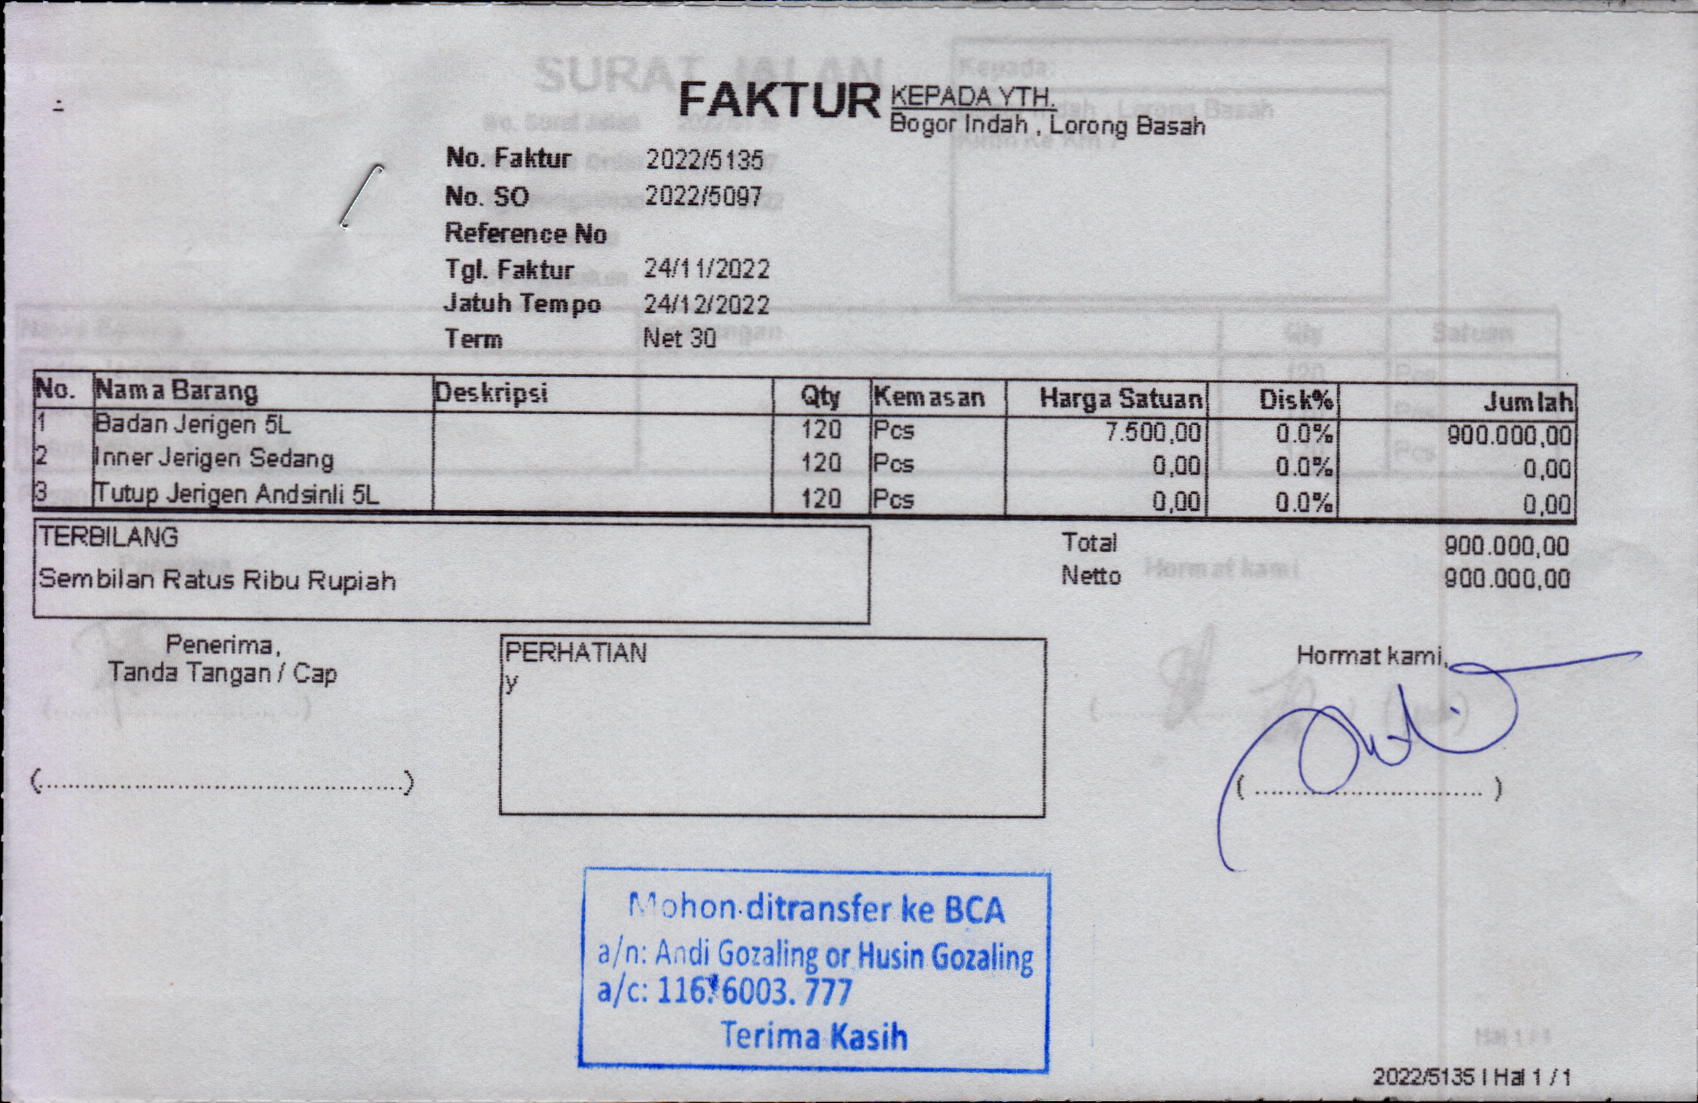 FAKTUR
KEPADA YTH.
Bogor Indah , Lorong Basah
No. Faktur 2022/5135
No. SO 2022/5097
Reference No
Tgl. Faktur 24/11/2022
Jatuh Tempo 24/12/2022
Term Net 30
No. Nama Barang Deskripsi Qty Kemasan Harga Satuan Disk% Jumlah
1 Badan Jerigen 5L 120 Pcs 7.500,00 0.0% 900.000,00
2 Inner Jerigen Sedang 120 Pcs 0,00 0.0% 0,00
3 Tutup Jerigen Andsinli 5L 120 Pcs 0,00 0.0% 0,00
TERBILANG
Sembilan Ratus Ribu Rupiah
Total 900.000,00
Netto 900.000,00
Penerima,
Tanda Tangan / Cap
PERHATIAN
y
Hormat kami,
(................................................)
(.............................. )
Mohon ditransfer ke BCA
a/n: Andi Gozaling or Husin Gozaling
a/c: 116.6003.777
Terima Kasih
2022/5135 | Hal 1 / 1